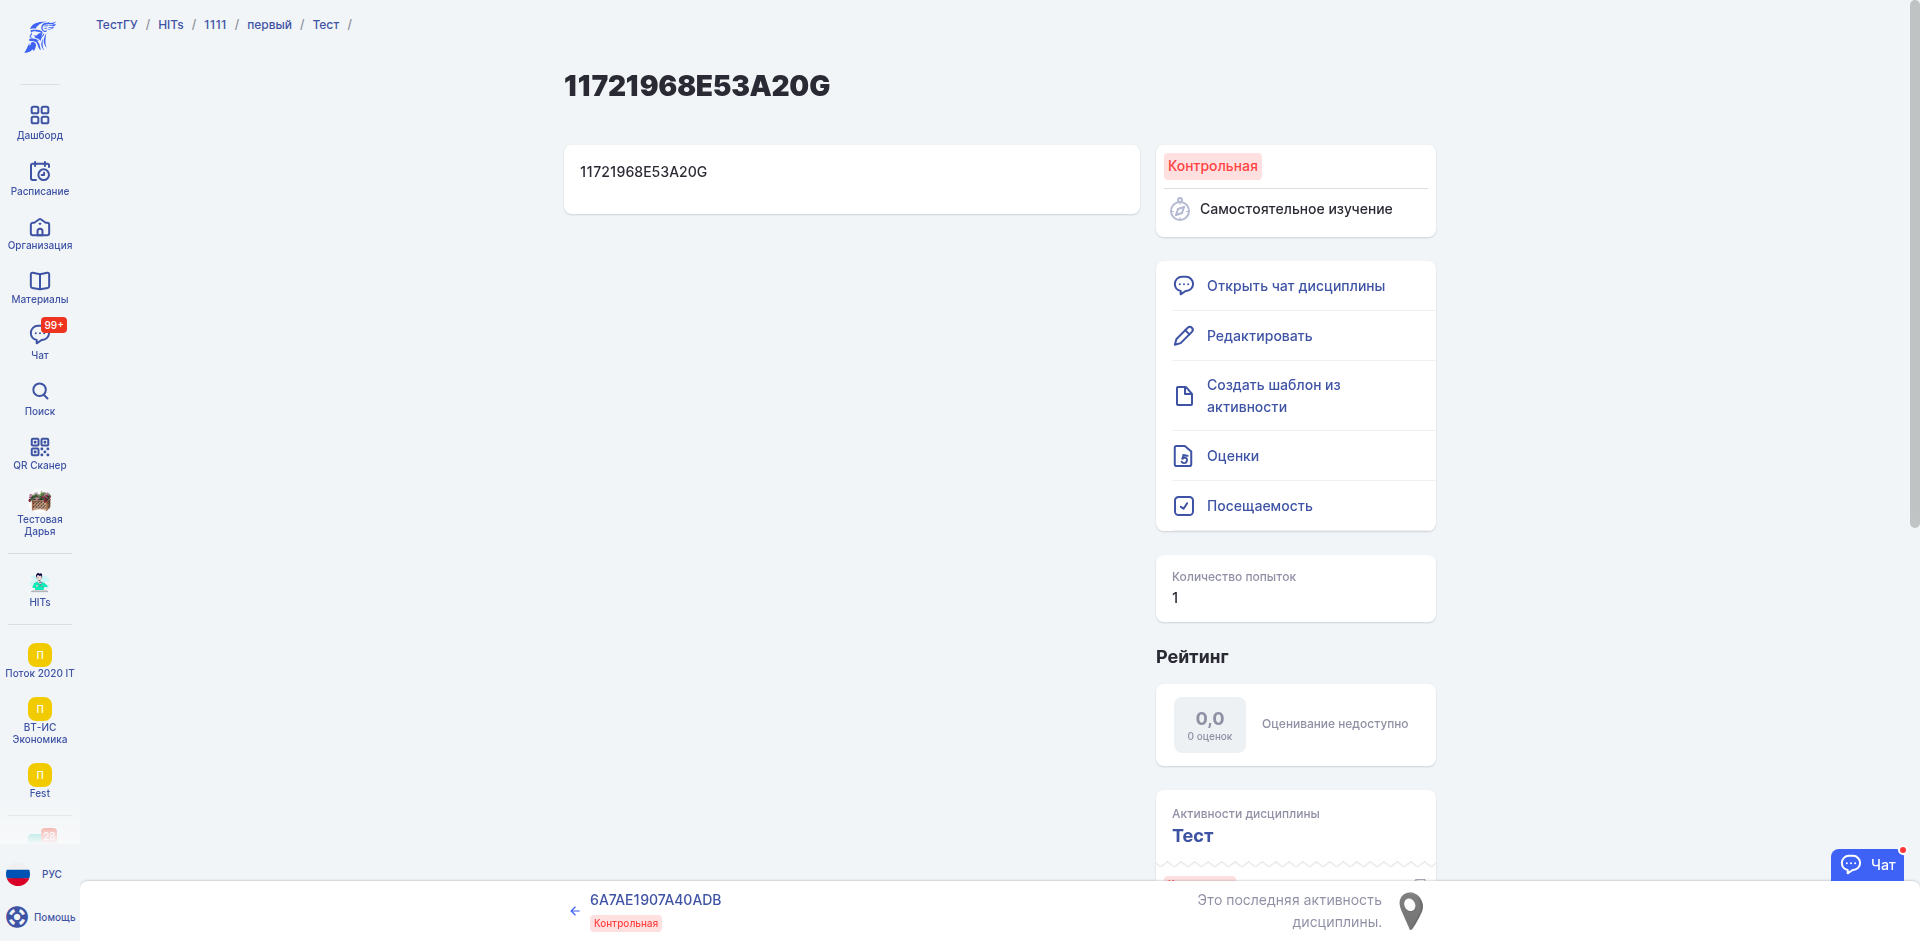 ТестГУ / HITs / 1111 / первый / Тест /
11721968E53A20G
11721968E53A20G
Контрольная
Самостоятельное изучение
Открыть чат дисциплины
Редактировать
Создать шаблон из
активности
Оценки
Посещаемость
Количество попыток
1
Рейтинг
0,0
0 оценок
Оценивание недоступно
Активности дисциплины
Тест
Дашборд
Расписание
Организация
Материалы
99+
Чат
Поиск
QR Сканер
Тестовая
Дарья
HITs
П
Поток 2020 IT
П
ВТ-ИС
Экономика
П
Fest
28
РУС
Помощь
6A7AE1907A40ADB
Контрольная
Это последняя активность
дисциплины.
Чат